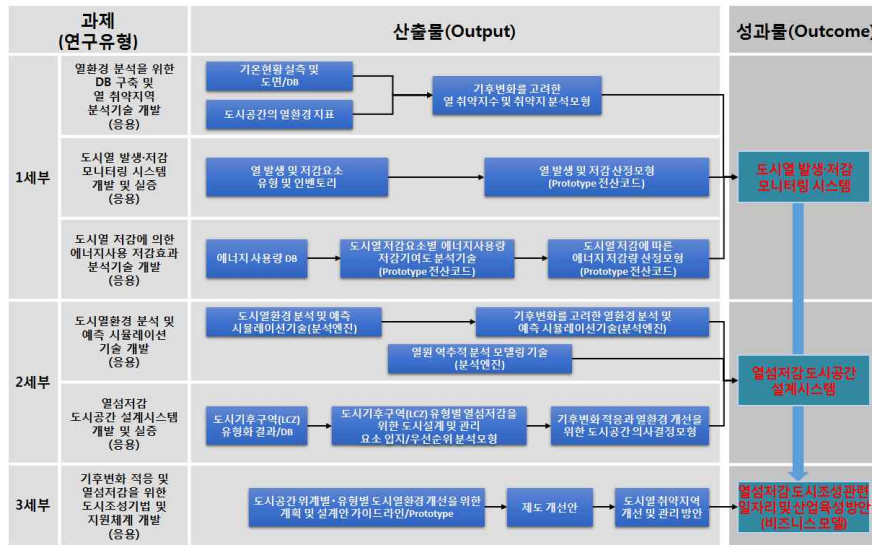 과제
(연구유형)
산출물(Output)
성과물(Outcome)
1세부
열환경 분석을 위한
DB 구축 및
열 취약지역
분석기술 개발
(응용)
기온현황 실측 및
도면/DB
도시공간의 열환경 지표
기후변화를 고려한
열 취약지수 및 취약지 분석모형
도시열 발생·저감
모니터링 시스템
개발 및 실증
(응용)
열 발생 및 저감요소
유형 및 인벤토리
열 발생 및 저감 산정모형
(Prototype 전산코드)
도시열 발생·저감
모니터링 시스템
도시열 저감에 의한
에너지사용 저감효과
분석기술 개발
(응용)
에너지 사용량 DB
도시열 저감요소별 에너지사용량
저감기여도 분석기술
(Prototype 전산코드)
도시열 저감에 따른
에너지 저감량 산정모형
(Prototype 전산코드)
2세부
도시열환경 분석 및
예측 시뮬레이션
기술 개발
(응용)
도시열환경 분석 및 예측
시뮬레이션기술(분석엔진)
기후변화를 고려한 열환경 분석 및
예측 시뮬레이션기술(분석엔진)
열원 역추적 분석 모델링 기술
(분석엔진)
열섬저감 도시공간
설계시스템
열섬저감
도시공간 설계시스템
개발 및 실증
(응용)
도시기후구역(LCZ)
유형화 결과/DB
도시기후구역(LCZ) 유형별 열섬저감을
위한 도시설계 및 관리
요소 입지/우선순위 분석모형
기후변화 적응과 열환경 개선을
위한 도시공간 의사결정모형
3세부
기후변화 적응 및
열섬저감을 위한
도시조성기법 및
지원체계 개발
(응용)
도시공간 위계별·유형별 도시열환경 개선을 위한
계획 및 설계안 가이드라인/Prototype
제도 개선안
도시열 취약지역
개선 및 관리 방안
열섬저감 도시조성관련
일자리 및 산업육성방안
(비즈니스 모델)